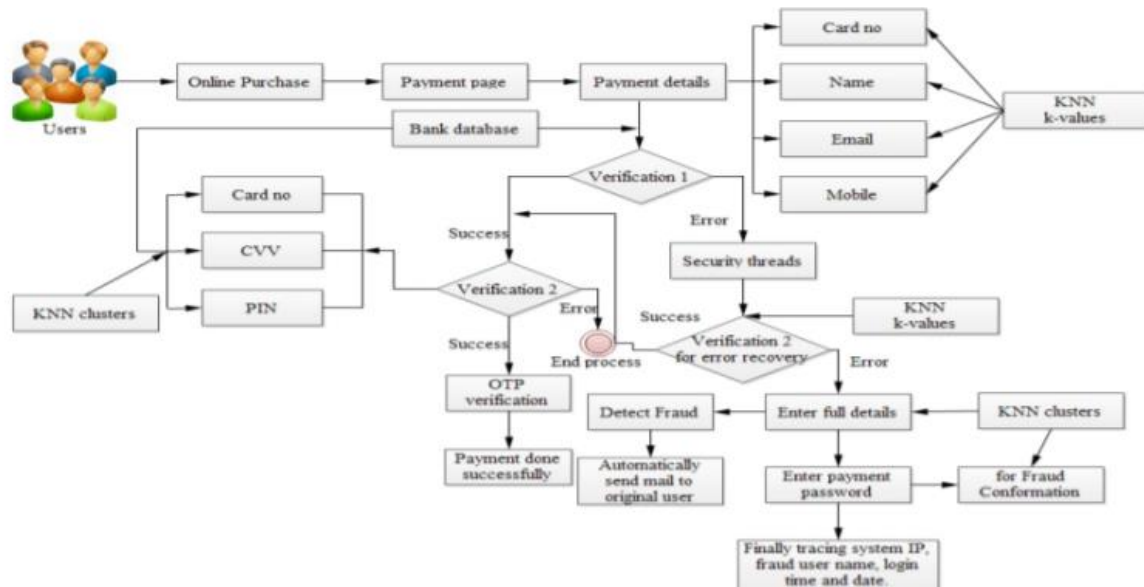 Users
Online Purchase
Payment page
Payment details
Card no
Name
Email
Mobile
KNN
k-values
Bank database
Verification 1
Card no
CVV
PIN
KNN clusters
Success
Error
Security threads
Verification 2
Error
Success
KNN
k-values
Success
End process
Verification 2
for error recovery
Error
OTP
verification
Payment done
successfully
Detect Fraud
Enter full details
KNN clusters
Automatically
send mail to
original user
Enter payment
password
for Fraud
Conformation
Finally tracing system IP,
fraud user name, login
time and date.